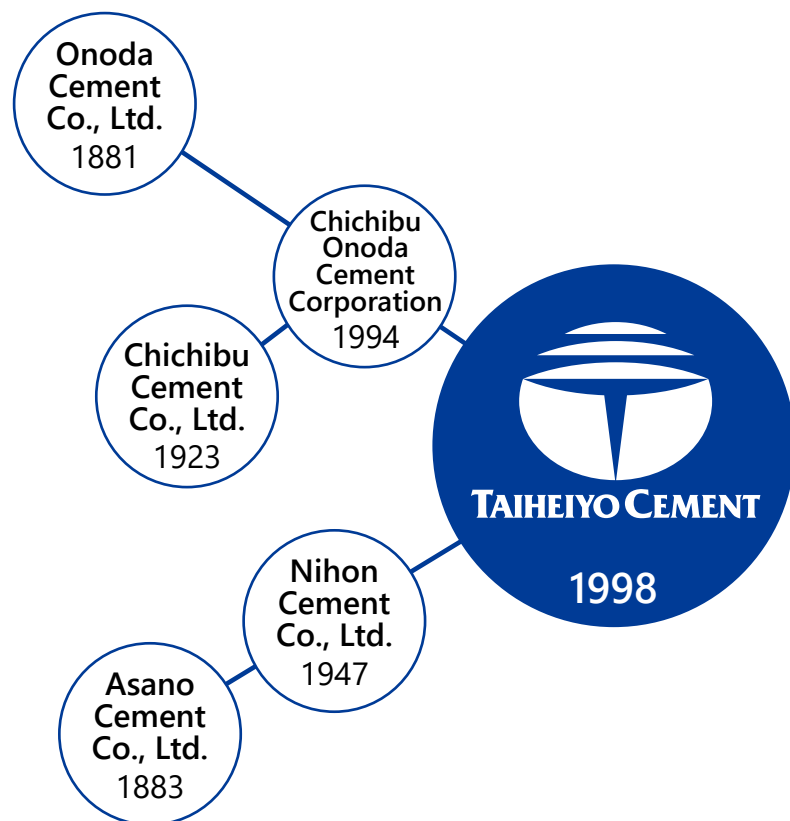 Onoda
Cement
Co., Ltd.
1881
Chichibu
Onoda
Cement
Corporation
1994
Chichibu
Cement
Co., Ltd.
1923
TAIHEIYO CEMENT
1998
Nihon
Cement
Co., Ltd.
1947
Asano
Cement
Co., Ltd.
1883